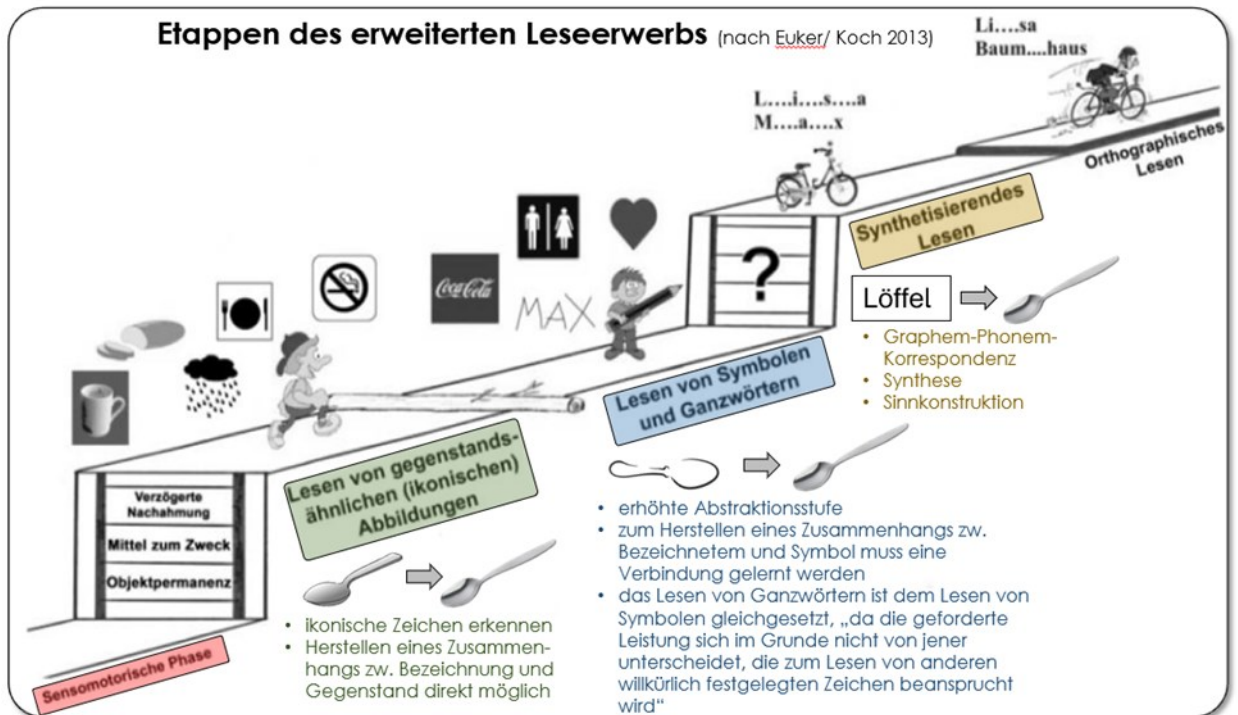 Etappen des erweiterten Leseerwerbs (nach Euker/ Koch 2013)
Li....sa
Baum....haus
L....i....s....a
M....a....x
Orthographisches
Lesen
Synthetisierendes
Lesen
?
Löffel
• Graphem-Phonem-
Korrespondenz
• Synthese
• Sinnkonstruktion
Coca-Cola
MAX
Lesen von Symbolen
und Ganzwörtern
• erhöhte Abstraktionsstufe
• zum Herstellen eines Zusammenhangs zw.
Bezeichnetem und Symbol muss eine
Verbindung gelernt werden
• das Lesen von Ganzwörtern ist dem Lesen von
Symbolen gleichgesetzt, „da die geforderte
Leistung sich im Grunde nicht von jener
unterscheidet, die zum Lesen von anderen
willkürlich festgelegten Zeichen beansprucht
wird“
Lesen von gegenstands-
ähnlichen (ikonischen)
Abbildungen
• ikonische Zeichen erkennen
• Herstellen eines Zusammen-
hangs zw. Bezeichnung und
Gegenstand direkt möglich
Verzögerte
Nachahmung
Mittel zum Zweck
Objektpermanenz
Sensomotorische Phase